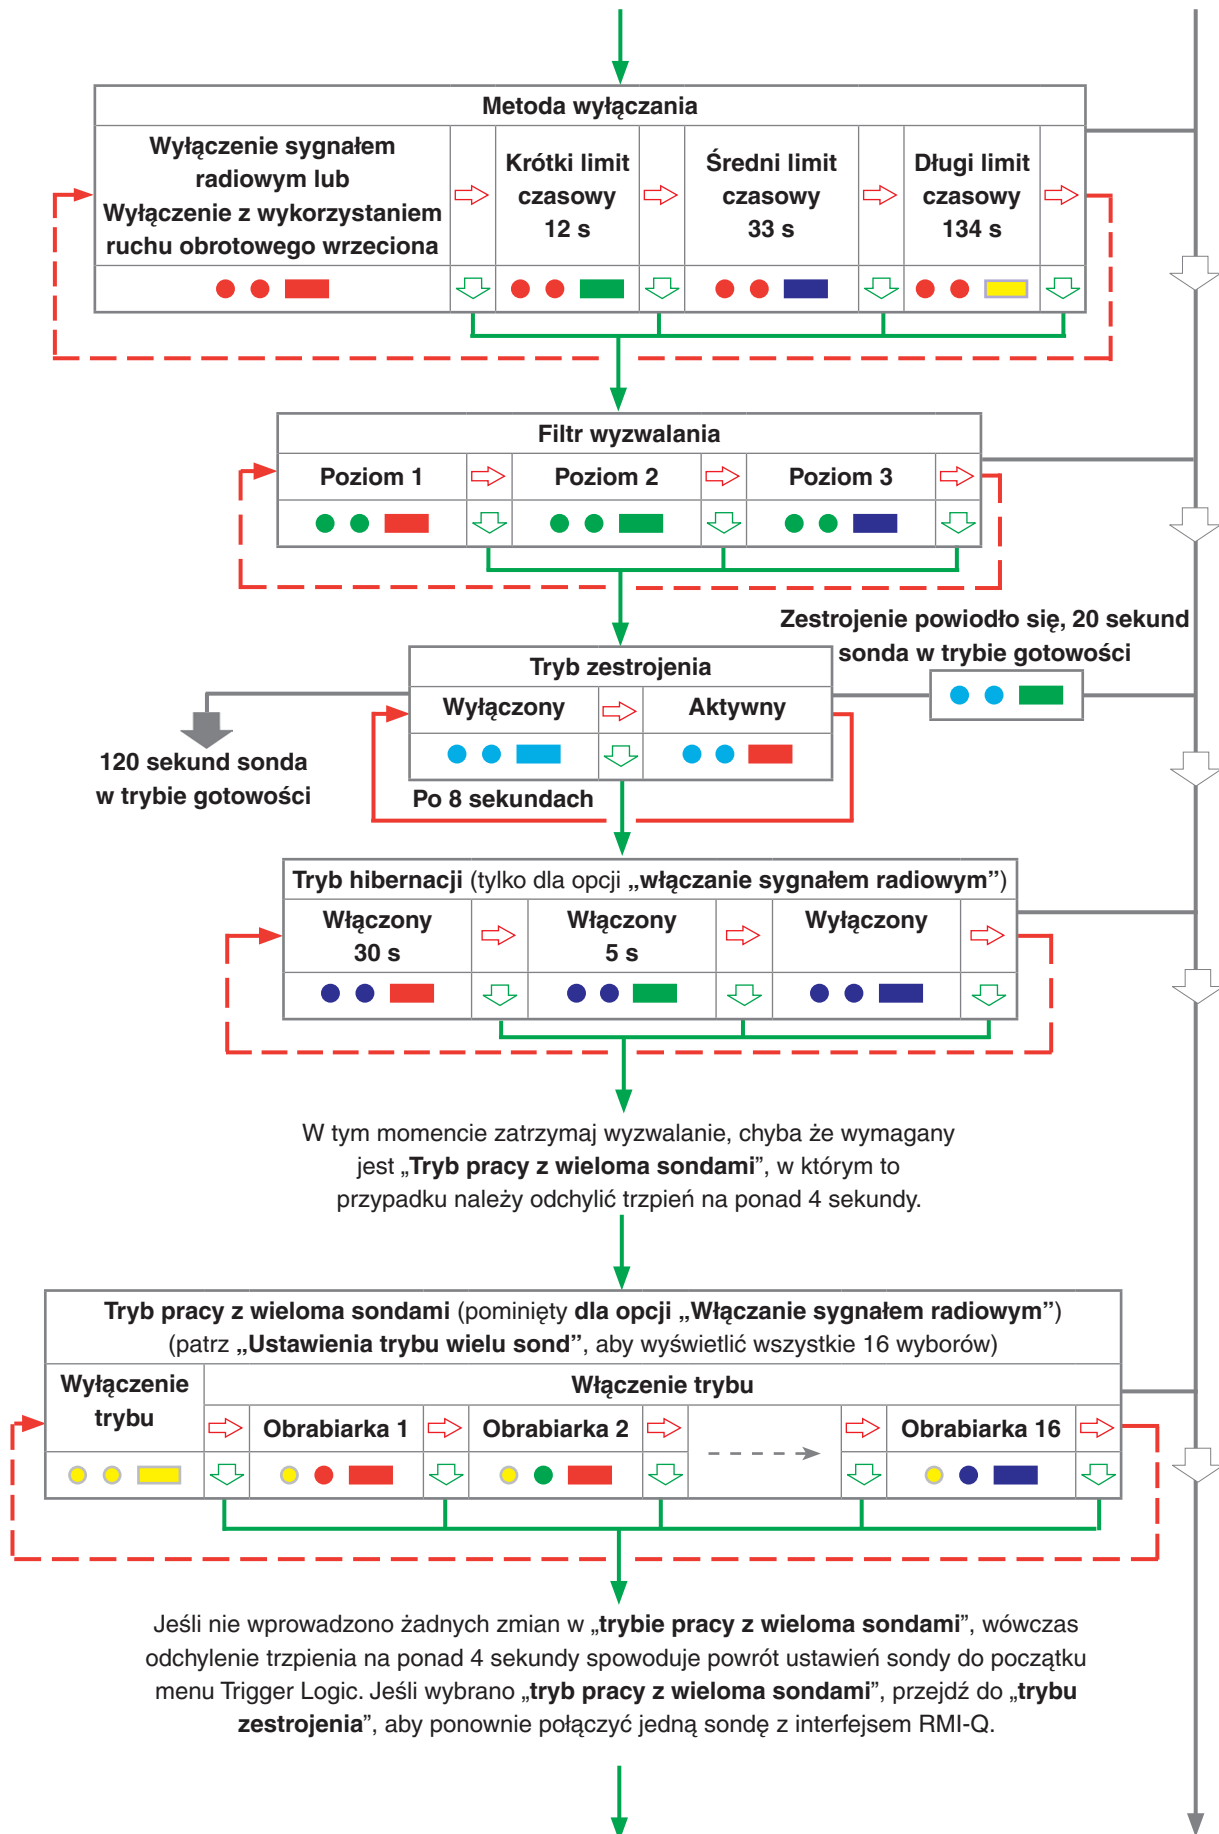 Metoda wyłączania
Wyłączenie sygnałem
radiowym lub
Wyłączenie z wykorzystaniem
ruchu obrotowego wrzeciona
Krótki limit
czasowy
12 s
Średni limit
czasowy
33 s
Długi limit
czasowy
134 s
Filtr wyzwalania
Poziom 1
Poziom 2
Poziom 3
Zestrojenie powiodło się, 20 sekund
sonda w trybie gotowości
Tryb zestrojenia
Wyłączony
Aktywny
120 sekund sonda
w trybie gotowości
Po 8 sekundach
Tryb hibernacji (tylko dla opcji „włączanie sygnałem radiowym”)
Włączony
30 s
Włączony
5 s
Wyłączony
W tym momencie zatrzymaj wyzwalanie, chyba że wymagany
jest „Tryb pracy z wieloma sondami”, w którym to
przypadku należy odchylić trzpień na ponad 4 sekundy.
Tryb pracy z wieloma sondami (pominięty dla opcji „Włączanie sygnałem radiowym”)
(patrz „Ustawienia trybu wielu sond”, aby wyświetlić wszystkie 16 wyborów)
Wyłączenie
trybu
Włączenie trybu
Obrabiarka 1
Obrabiarka 2
Obrabiarka 16
Jeśli nie wprowadzono żadnych zmian w „trybie pracy z wieloma sondami”, wówczas
odchylenie trzpienia na ponad 4 sekundy spowoduje powrót ustawień sondy do początku
menu Trigger Logic. Jeśli wybrano „tryb pracy z wieloma sondami”, przejdź do „trybu
zestrojenia”, aby ponownie połączyć jedną sondę z interfejsem RMI-Q.